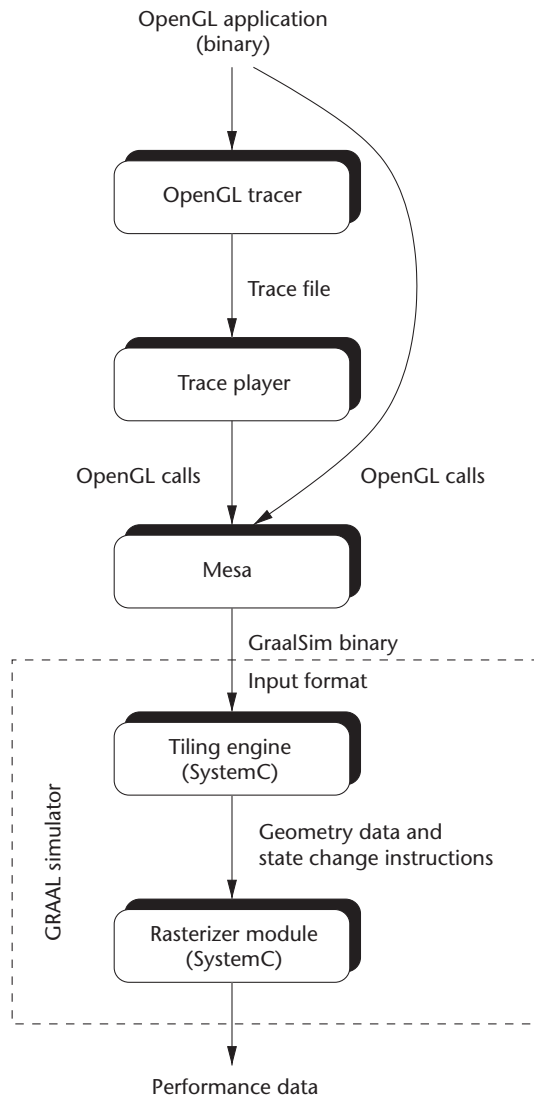 OpenGL application
(binary)
OpenGL tracer
Trace file
Trace player
OpenGL calls
OpenGL calls
Mesa
GraalSim binary
Input format
Tiling engine
(SystemC)
Geometry data and
state change instructions
GRAAL simulator
Rasterizer module
(SystemC)
Performance data